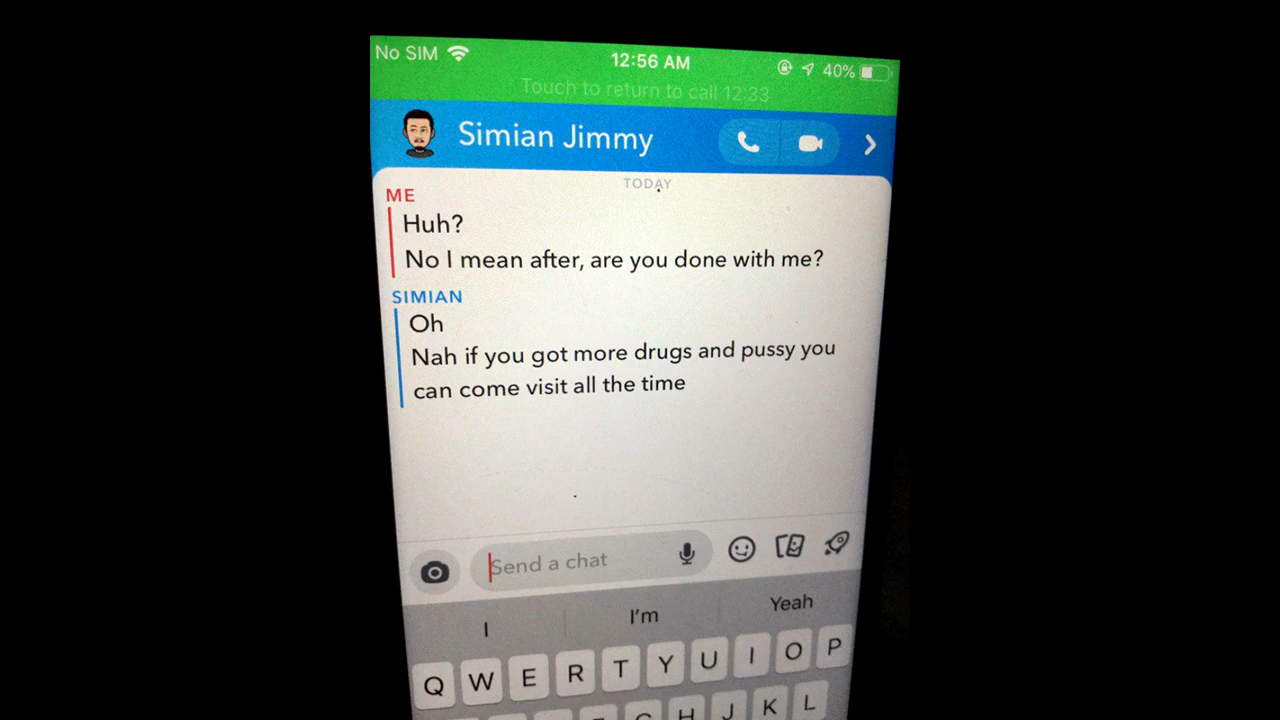 No SIM
12:56 AM
40%
Touch to return to call 12:33
Simian Jimmy
TODAY
ME
Huh?
No I mean after, are you done with me?
SIMIAN
Oh
Nah if you got more drugs and pussy you
can come visit all the time
Send a chat
I
I'm
Yeah
Q W E R T Y U I O P
G H J K L